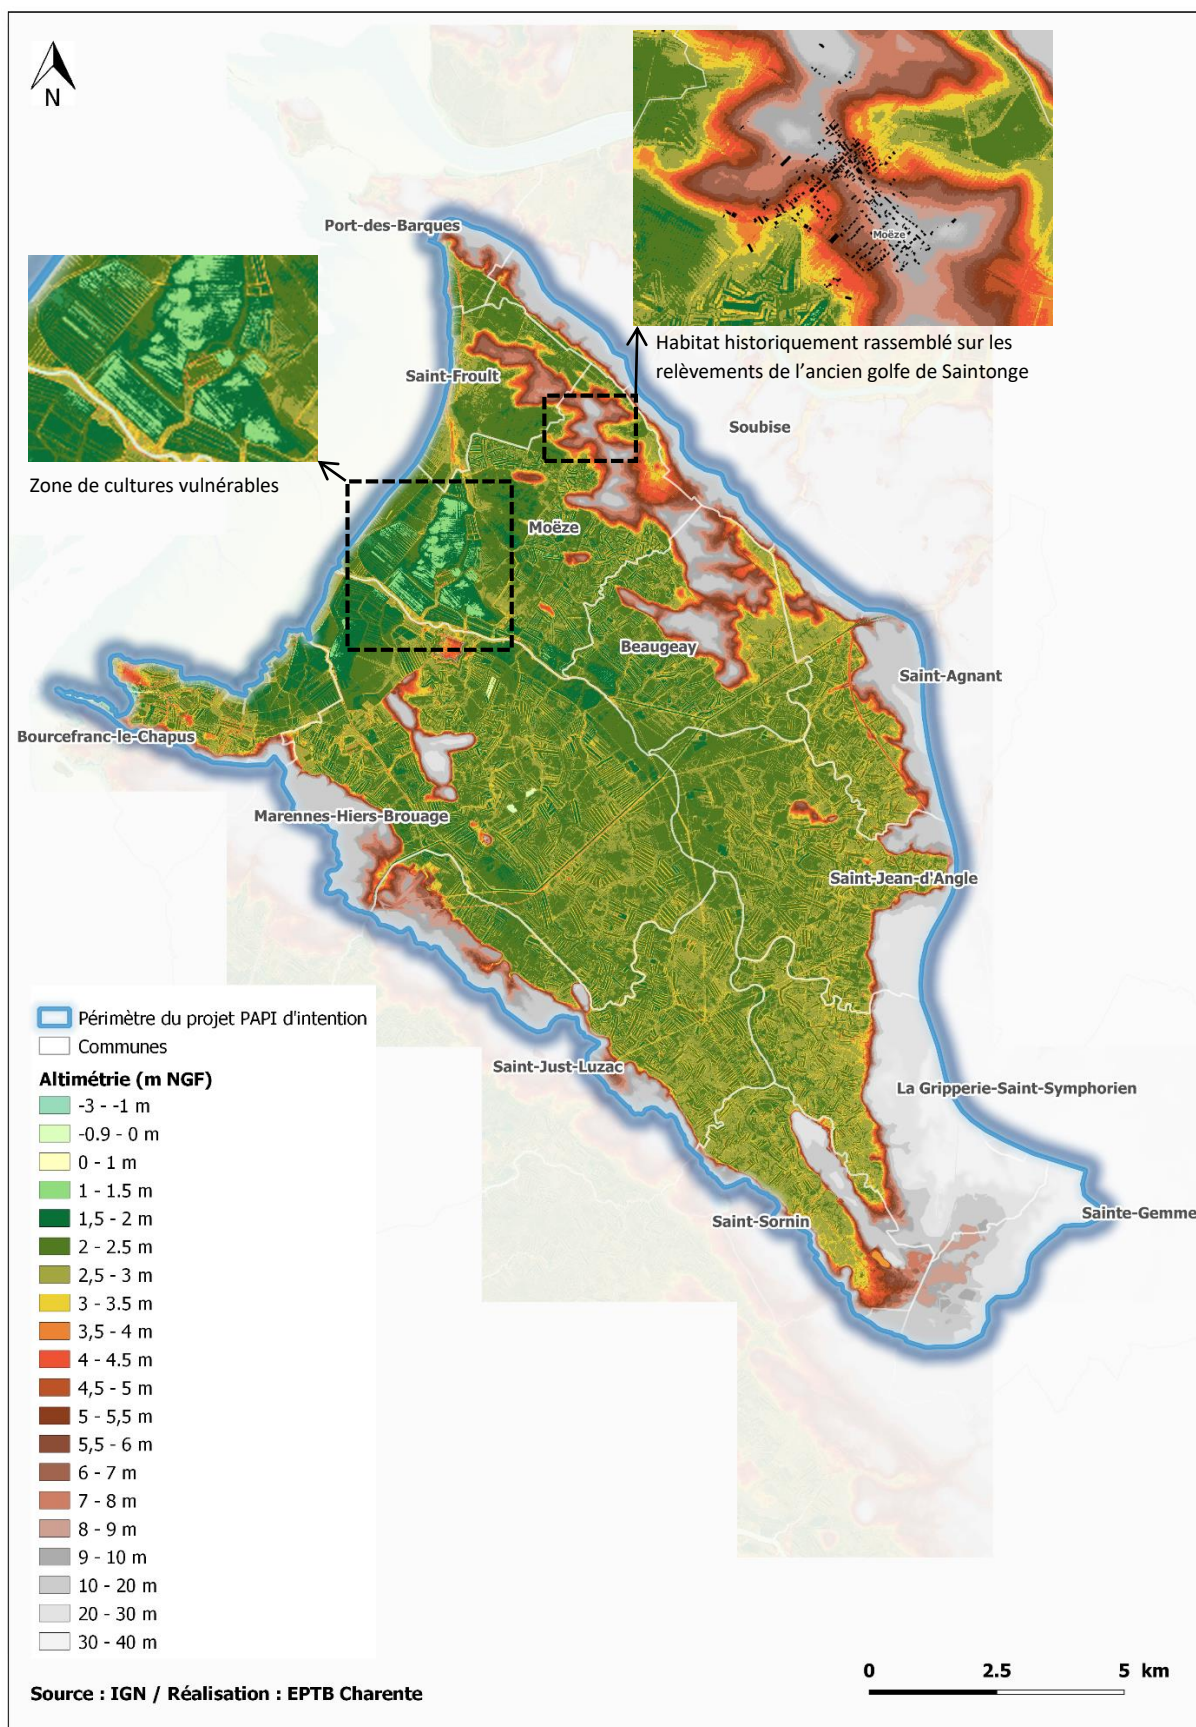 N
Port-des-Barques
Moëze
Habitat historiquement rassemblé sur les
relèvements de l'ancien golfe de Saintonge
Saint-Froult
Soubise
Zone de cultures vulnérables
Moëze
Beaugeay
Saint-Agnant
Bourcefranc-le-Chapus
Marennes-Hiers-Brouage
Saint-Jean-d'Angle
Saint-Just-Luzac
La Gripperie-Saint-Symphorien
Saint-Sornin
Sainte-Gemme
Périmètre du projet PAPI d'intention
Communes
Altimétrie (m NGF)
-3 - -1 m
-0.9 - 0 m
0 - 1 m
1 - 1.5 m
1,5 - 2 m
2 - 2.5 m
2,5 - 3 m
3 - 3.5 m
3,5 - 4 m
4 - 4.5 m
4,5 - 5 m
5 - 5,5 m
5,5 - 6 m
6 - 7 m
7 - 8 m
8 - 9 m
9 - 10 m
10 - 20 m
20 - 30 m
30 - 40 m
0 2.5 5 km
Source : IGN / Réalisation : EPTB Charente